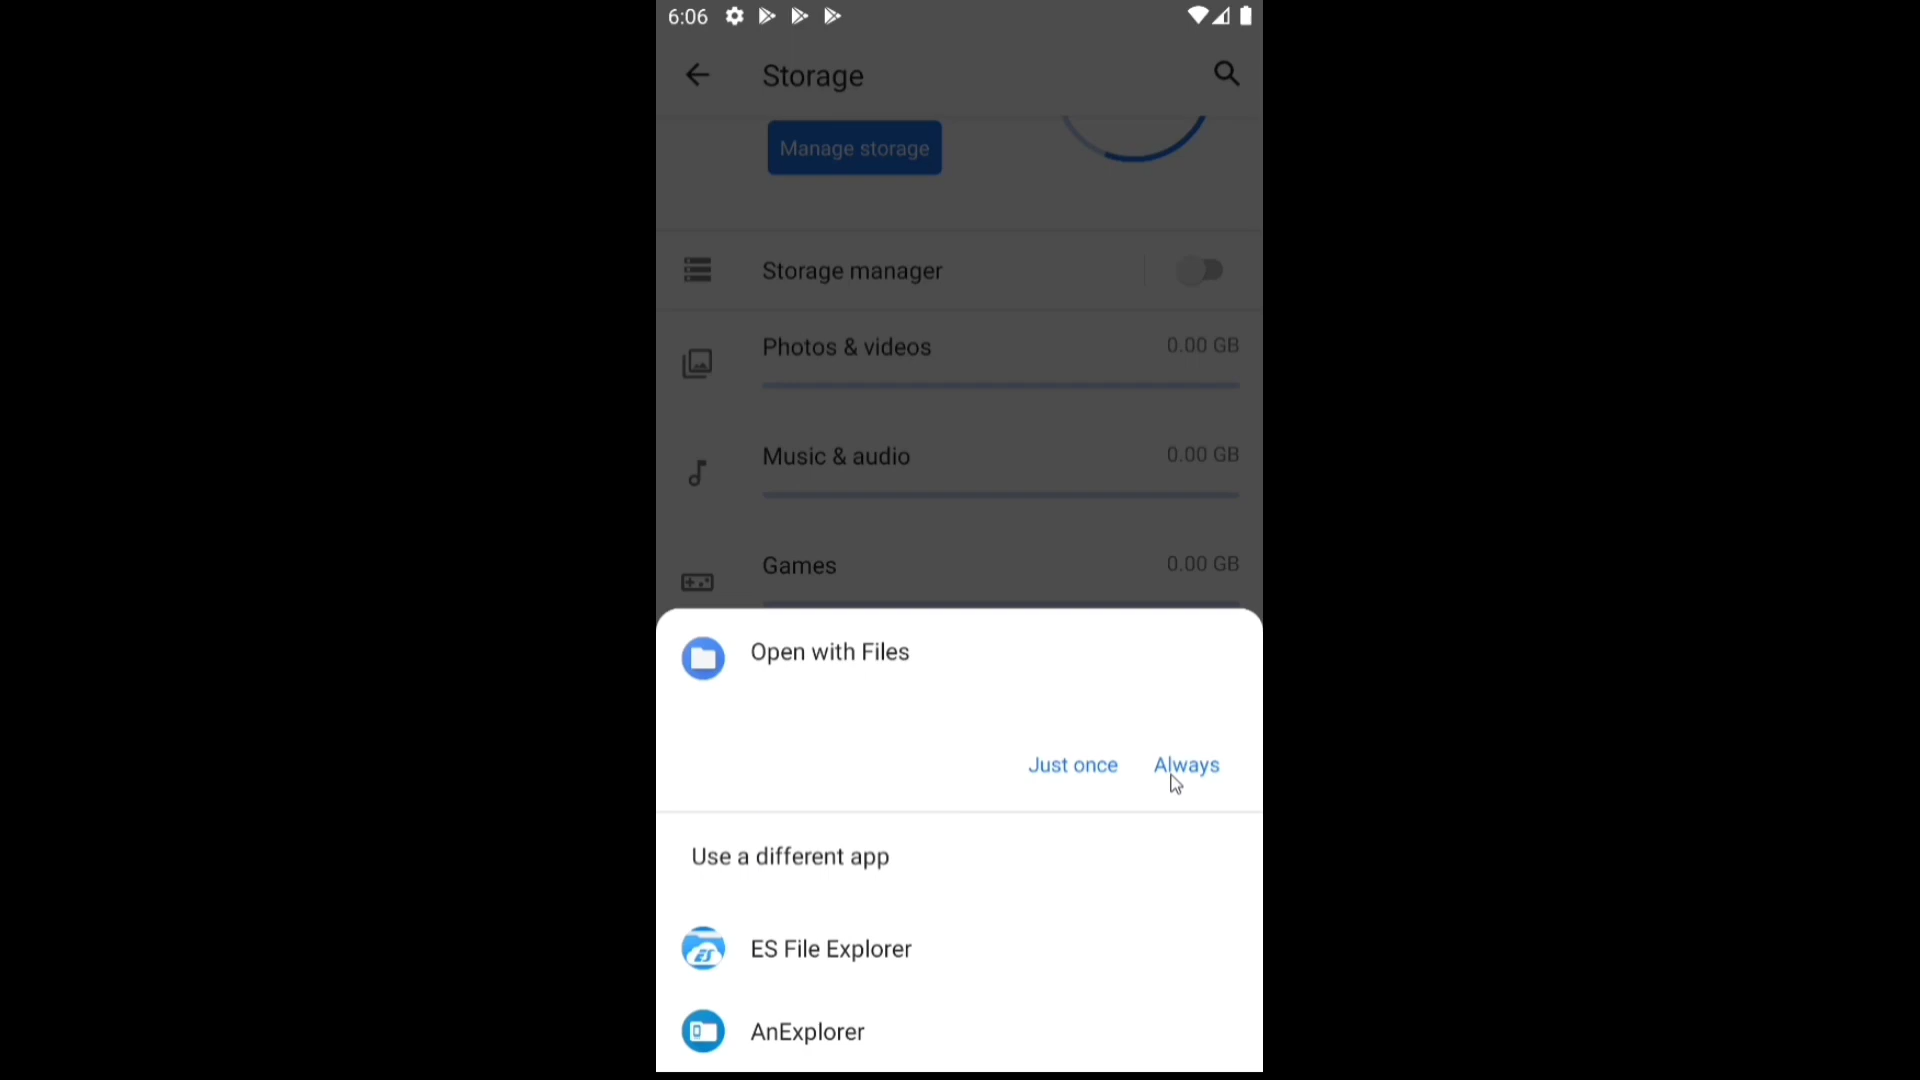 6:06
Storage
Manage storage
Storage manager
Photos & videos 0.00 GB
Music & audio 0.00 GB
Games 0.00 GB
Open with Files
Just once Always
Use a different app
ES File Explorer
AnExplorer